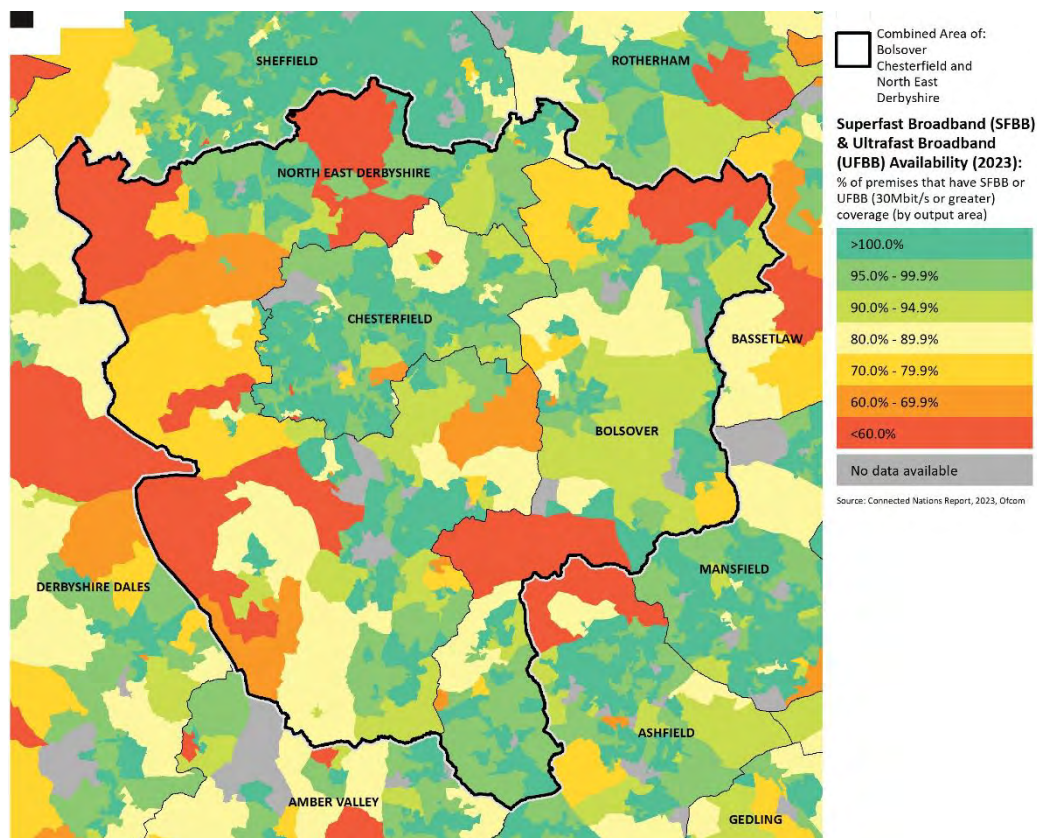 SHEFFIELD
ROTHERHAM
NORTH EAST DERBYSHIRE
CHESTERFIELD
BASSETLAW
BOLSOVER
MANSFIELD
DERBYSHIRE DALES
ASHFIELD
AMBER VALLEY
GEDLING
Combined Area of:
Bolsover
Chesterfield and
North East
Derbyshire
Superfast Broadband (SFBB)
& Ultrafast Broadband
(UFBB) Availability (2023):
% of premises that have SFBB or
UFBB (30Mbit/s or greater)
coverage (by output area)
>100.0%
95.0% - 99.9%
90.0% - 94.9%
80.0% - 89.9%
70.0% - 79.9%
60.0% - 69.9%
<60.0%
No data available
Source: Connected Nations Report, 2023, Ofcom